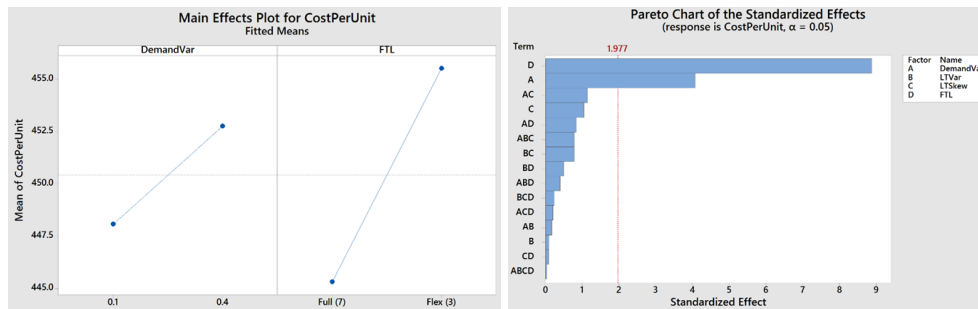 Main Effects Plot for CostPerUnit
Fitted Means
DemandVar
FTL
Mean of CostPerUnit
455.0
452.5
450.0
447.5
445.0
0.1
0.4
Full (7)
Flex (3)
Pareto Chart of the Standardized Effects
(response is CostPerUnit, α = 0.05)
Term
1.977
D
A
AC
C
AD
ABC
BC
BD
ABD
BCD
ACD
AB
B
CD
ABCD
0 1 2 3 4 5 6 7 8 9
Standardized Effect
Factor Name
A DemandVa
B LTVar
C LTSkew
D FTL